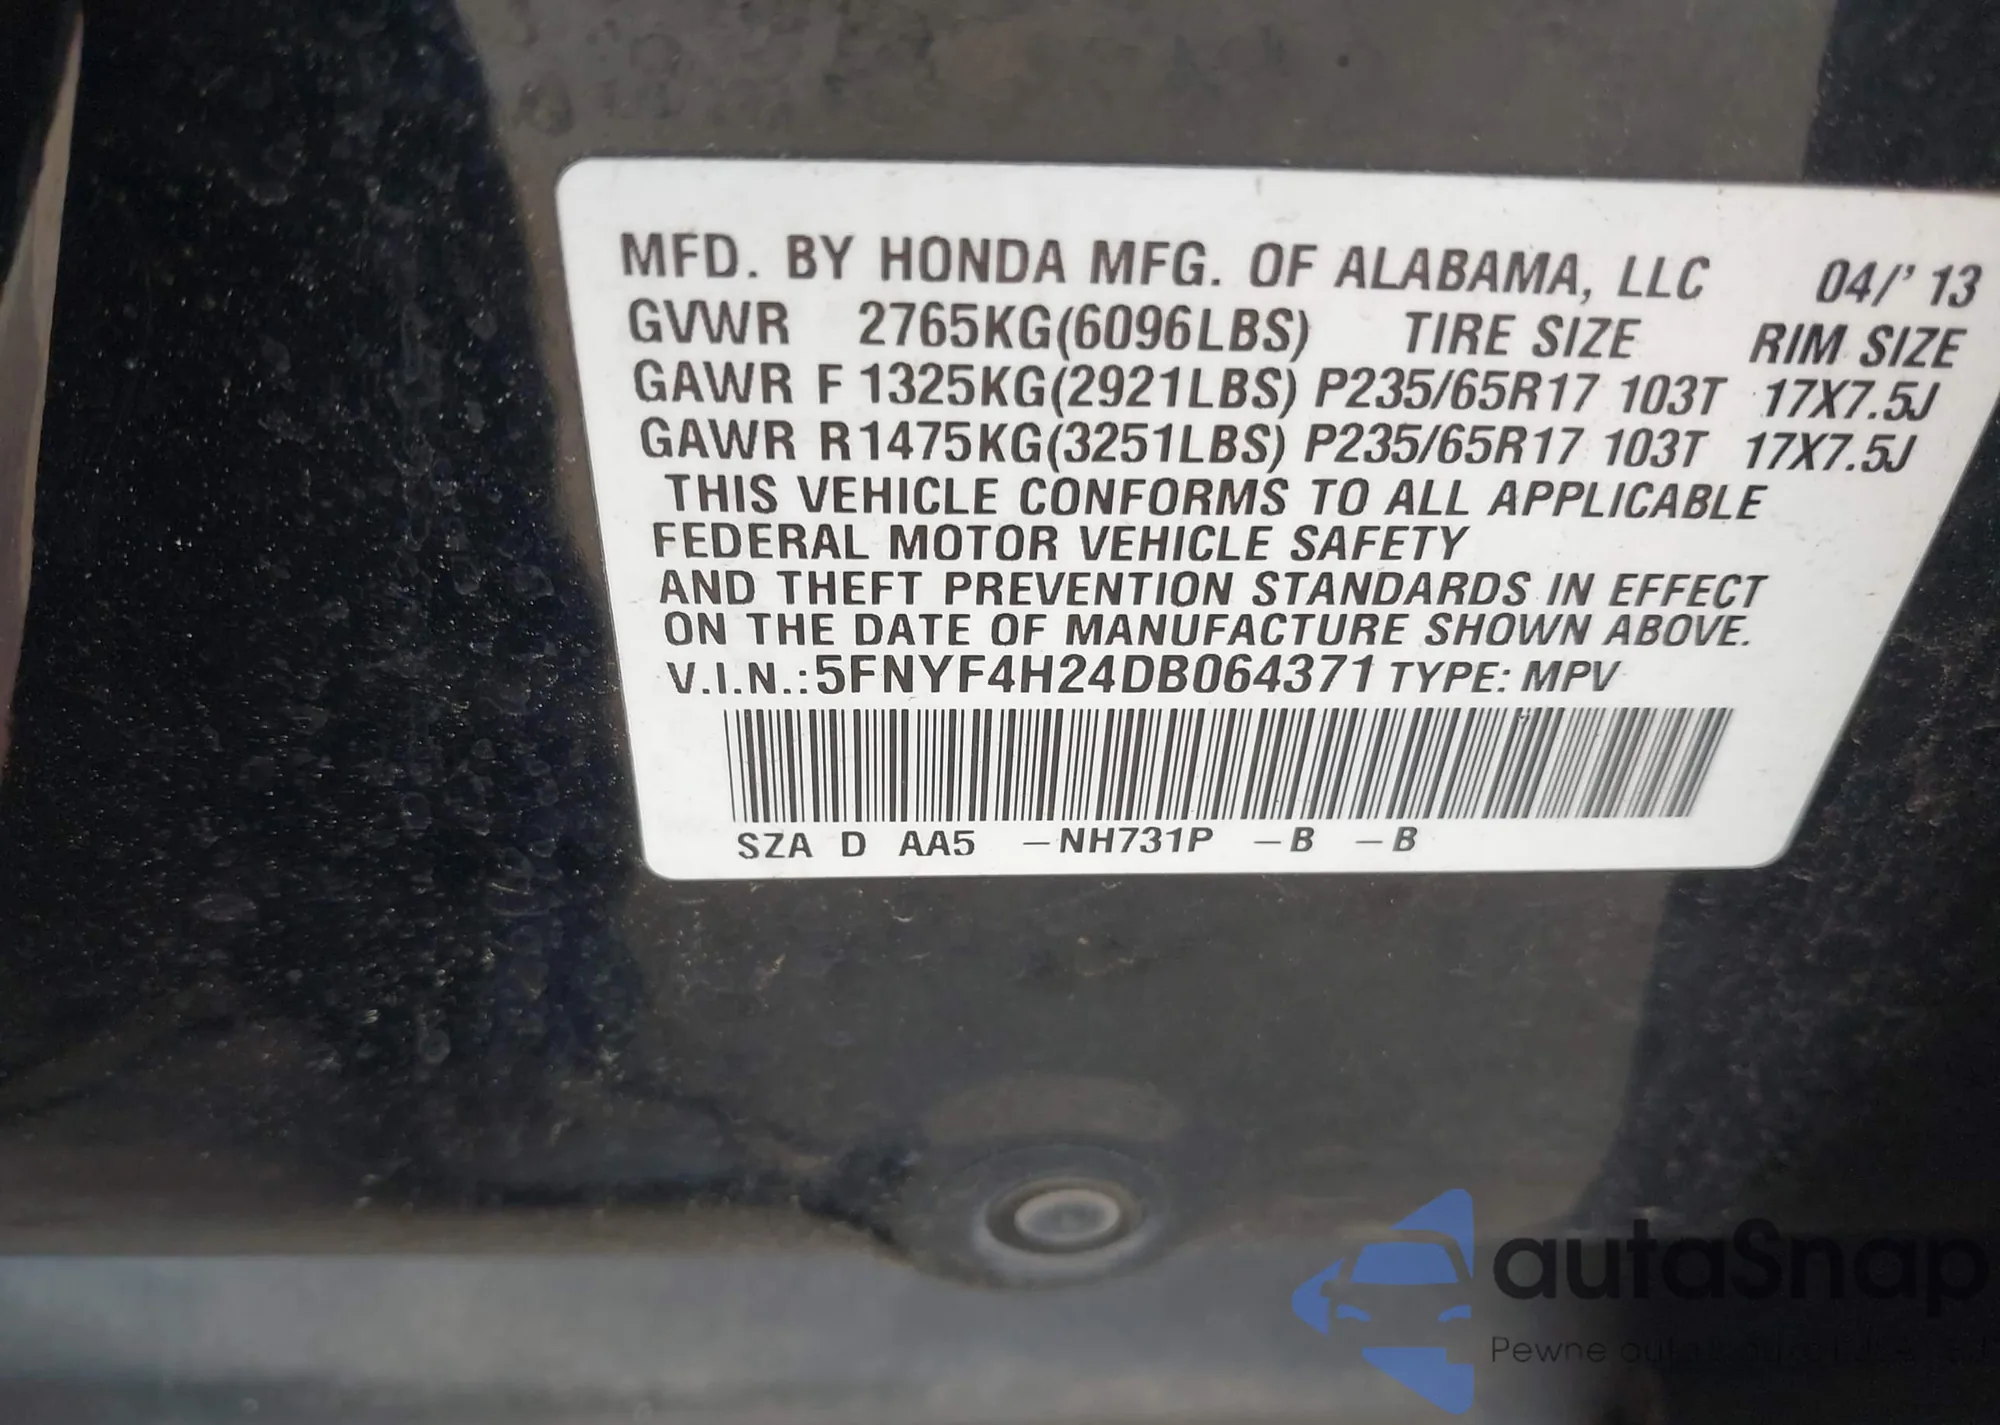 MFD. BY HONDA MFG. OF ALABAMA, LLC 04/'13
GVWR 2765KG(6096LBS) TIRE SIZE RIM SIZE
GAWR F 1325KG(2921LBS) P235/65R17 103T 17X7.5J
GAWR R1475KG(3251LBS) P235/65R17 103T 17X7.5J
THIS VEHICLE CONFORMS TO ALL APPLICABLE
FEDERAL MOTOR VEHICLE SAFETY
AND THEFT PREVENTION STANDARDS IN EFFECT
ON THE DATE OF MANUFACTURE SHOWN ABOVE.
V.I.N.:5FNYF4H24DB064371 TYPE: MPV
SZA D AA5 -NH731P -B -B
autaSnap
Pewne auta